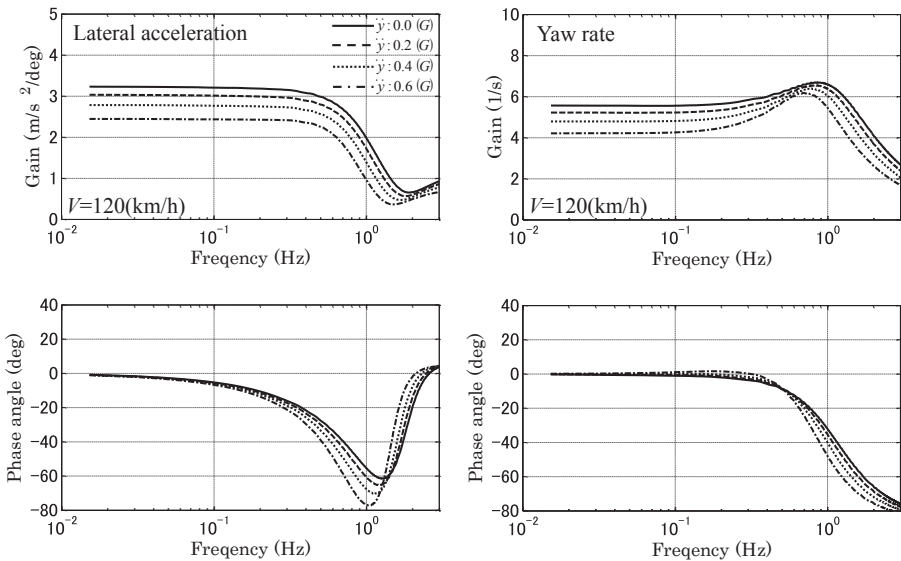 Lateral acceleration
ÿ : 0.0 (G)
ÿ : 0.2 (G)
ÿ : 0.4 (G)
ÿ : 0.6 (G)
V=120(km/h)
Gain (m/s ²/deg)
5
4
3
2
1
0
10⁻² 10⁻¹ 10⁰
Freqency (Hz)
Yaw rate
V=120(km/h)
Gain (1/s)
10
8
6
4
2
0
10⁻² 10⁻¹ 10⁰
Freqency (Hz)
Phase angle (deg)
40
20
0
−20
−40
−60
−80
10⁻² 10⁻¹ 10⁰
Freqency (Hz)
Phase angle (deg)
40
20
0
−20
−40
−60
−80
10⁻² 10⁻¹ 10⁰
Freqency (Hz)